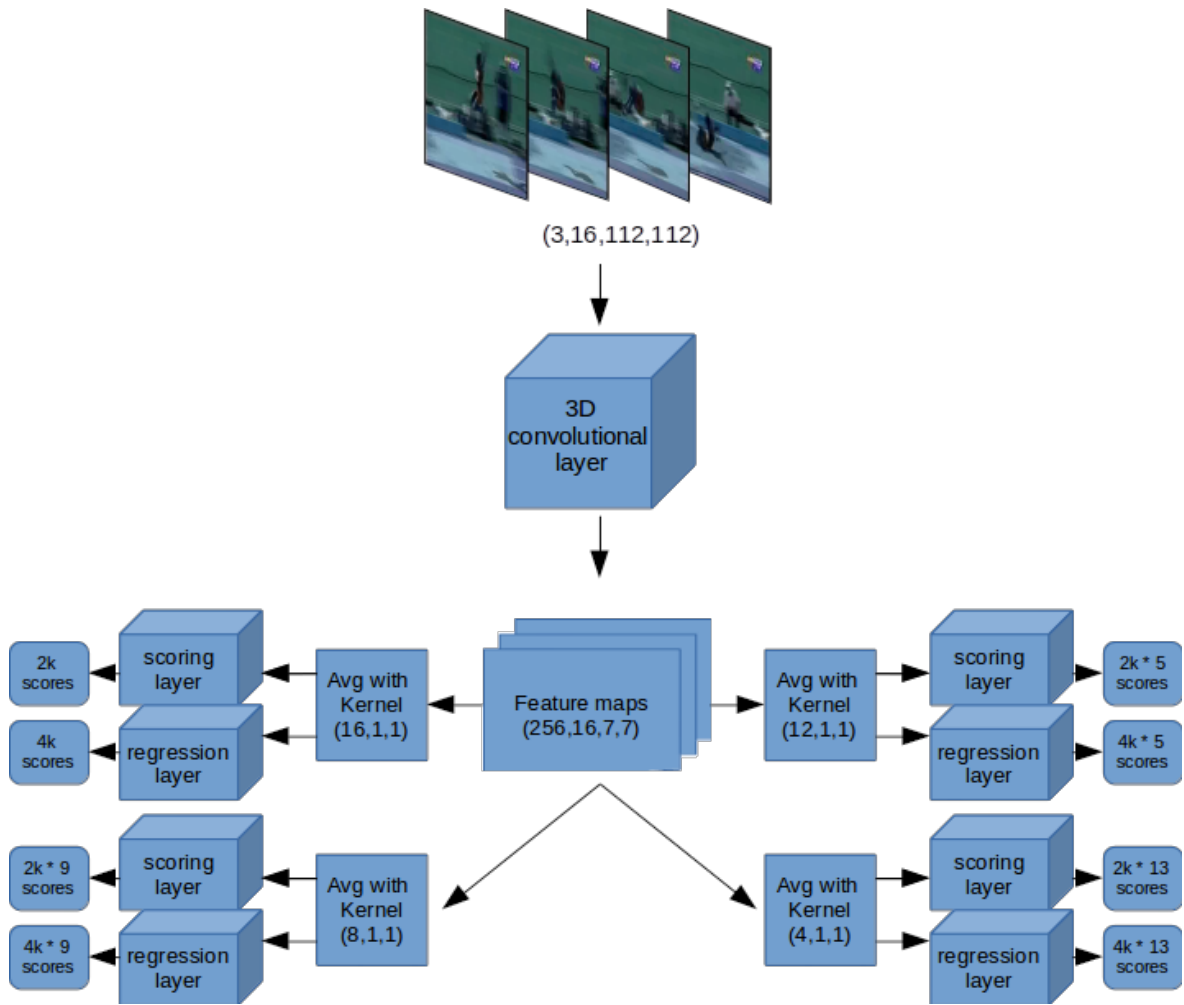 (3,16,112,112)
3D
convolutional
layer
2k
scores
scoring
layer
4k
scores
regression
layer
Avg with
Kernel
(16,1,1)
Feature maps
(256,16,7,7)
Avg with
Kernel
(12,1,1)
scoring
layer
2k * 5
scores
regression
layer
4k * 5
scores
2k * 9
scores
scoring
layer
4k * 9
scores
regression
layer
Avg with
Kernel
(8,1,1)
Avg with
Kernel
(4,1,1)
scoring
layer
2k * 13
scores
regression
layer
4k * 13
scores